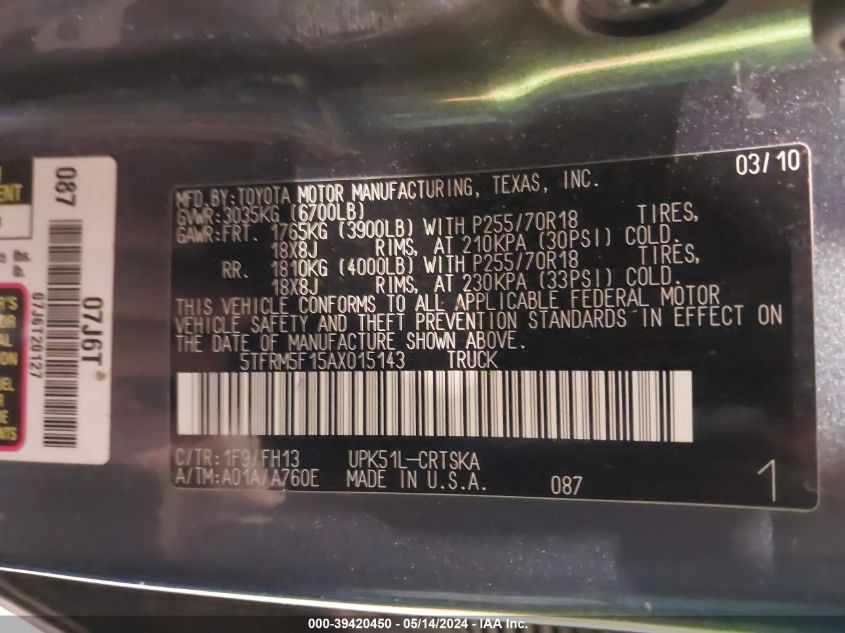 03/10
MFD. BY: TOYOTA MOTOR MANUFACTURING, TEXAS, INC.
GVWR: 3035KG (6700LB)
GAWR: FRT. 1765KG (3900LB) WITH P255/70R18 TIRES,
18X8J RIMS, AT 210KPA (30PSI) COLD.
RR. 1810KG (4000LB) WITH P255/70R18 TIRES,
18X8J RIMS, AT 230KPA (33PSI) COLD.
THIS VEHICLE CONFORMS TO ALL APPLICABLE FEDERAL MOTOR
VEHICLE SAFETY AND THEFT PREVENTION STANDARDS IN EFFECT ON
THE DATE OF MANUFACTURE SHOWN ABOVE.
5TFRM5F15AX015143 TRUCK
C/TR: 1F9/FH13 UPK51L-CRTSKA
A/TM: A01A/A760E MADE IN U.S.A. 087 1
087
07J6T
07J6T20127
lbs.
lb.
000-39420450 - 05/14/2024 - IAA Inc.